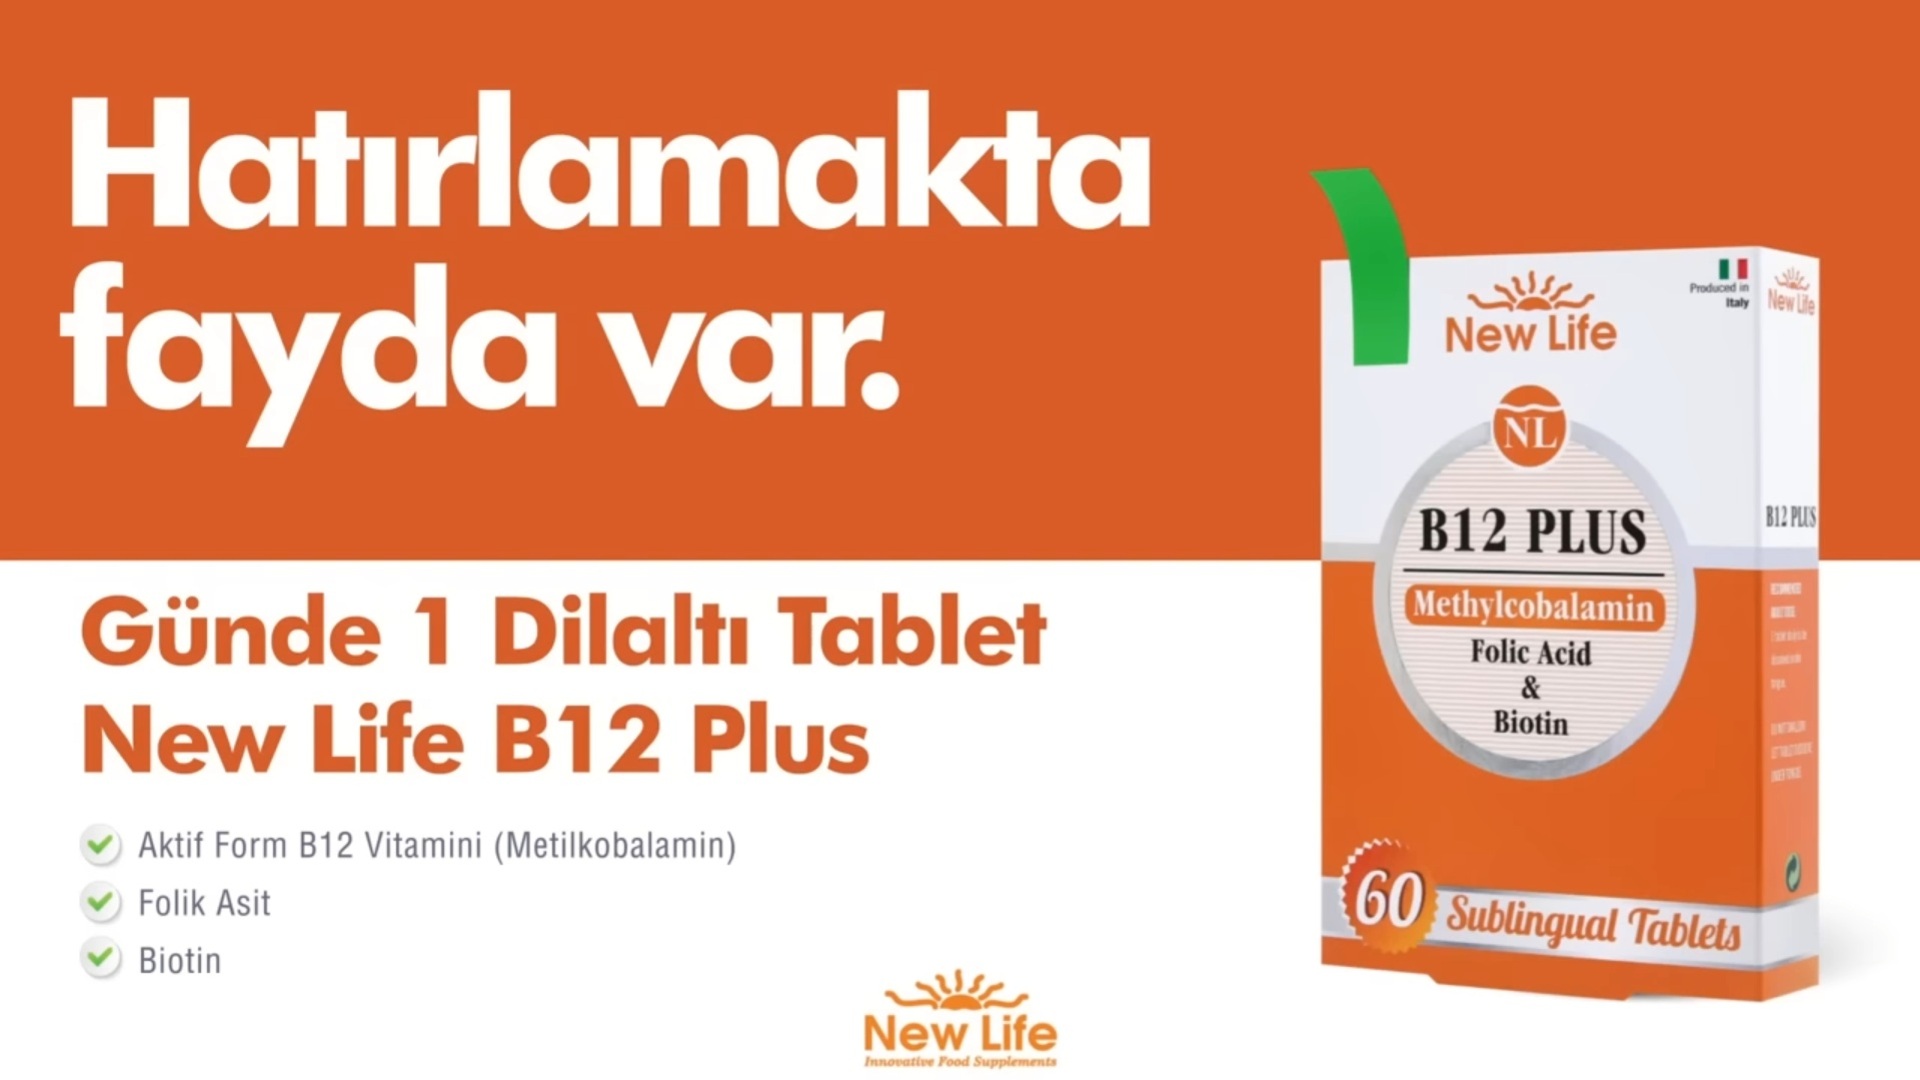 Hatırlamakta
fayda var.
Günde 1 Dilaltı Tablet
New Life B12 Plus
Aktif Form B12 Vitamini (Metilkobalamin)
Folik Asit
Biotin
New Life
Innovative Food Supplements
Produced in
Italy
New Life
NL
B12 PLUS
Methylcobalamin
Folic Acid
&
Biotin
60 Sublingual Tablets
New Life
B12 PLUS